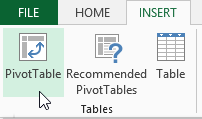 FILE HOME INSERT
PivotTable Recommended Table
PivotTables
Tables